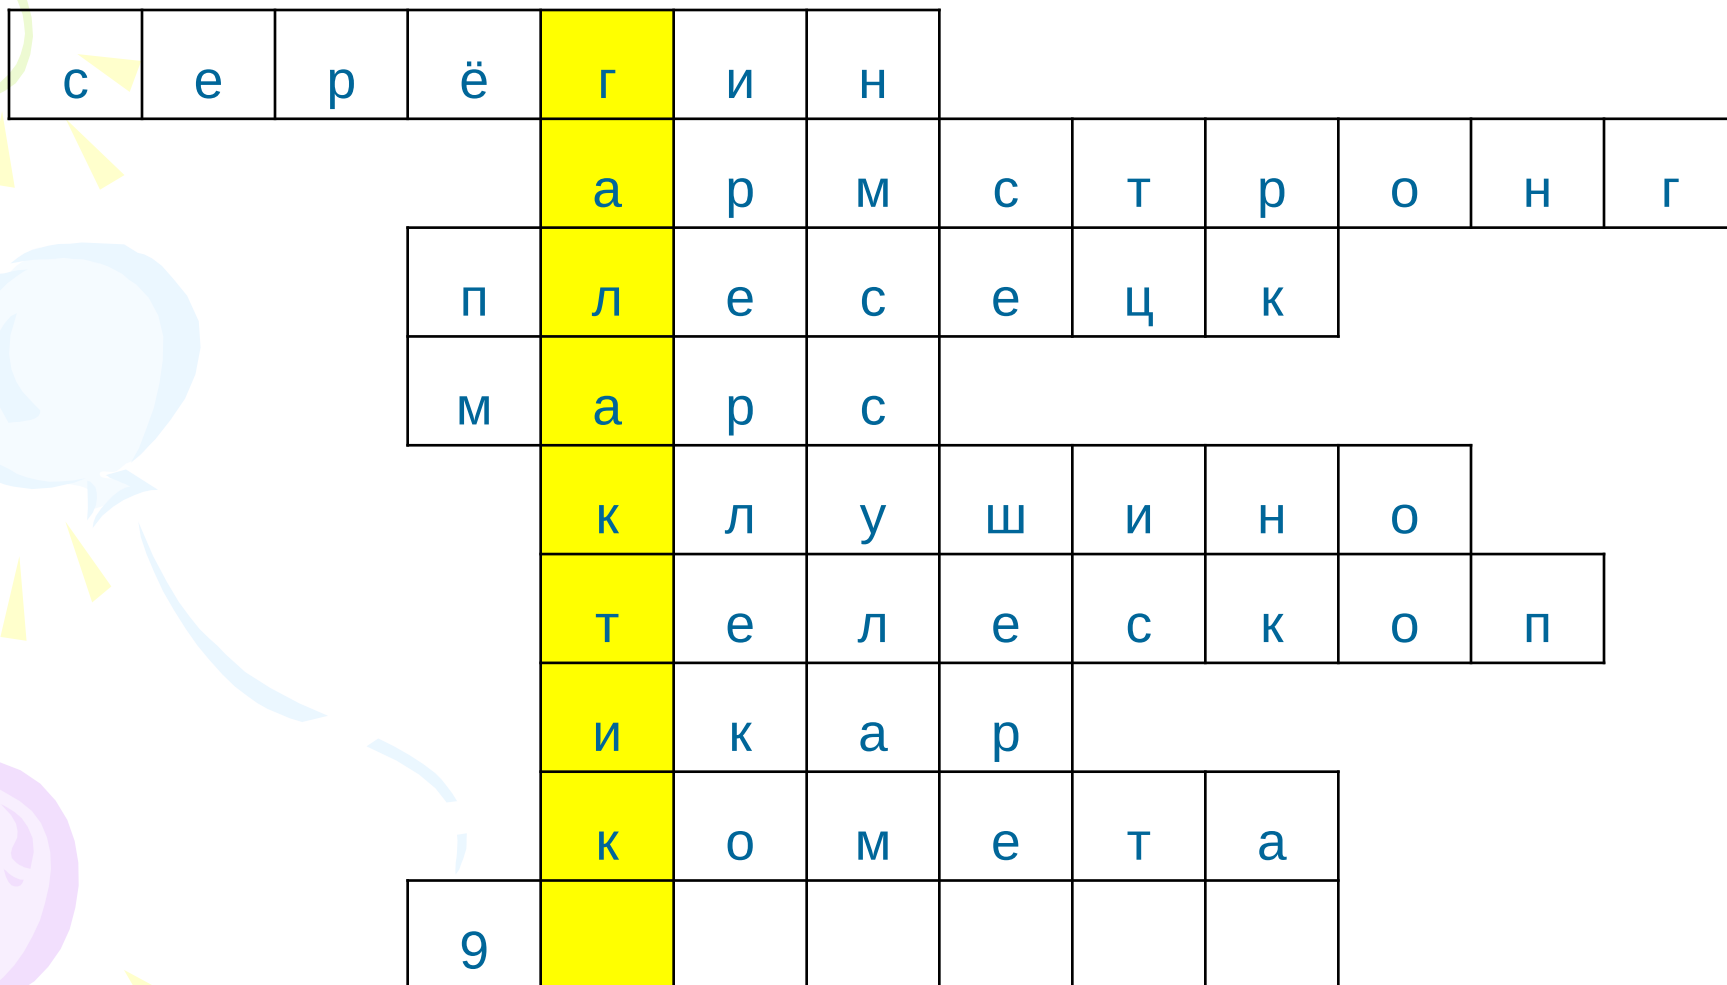 серёгин
армстронг
плесецк
марс
клушино
телескоп
икар
комета
9